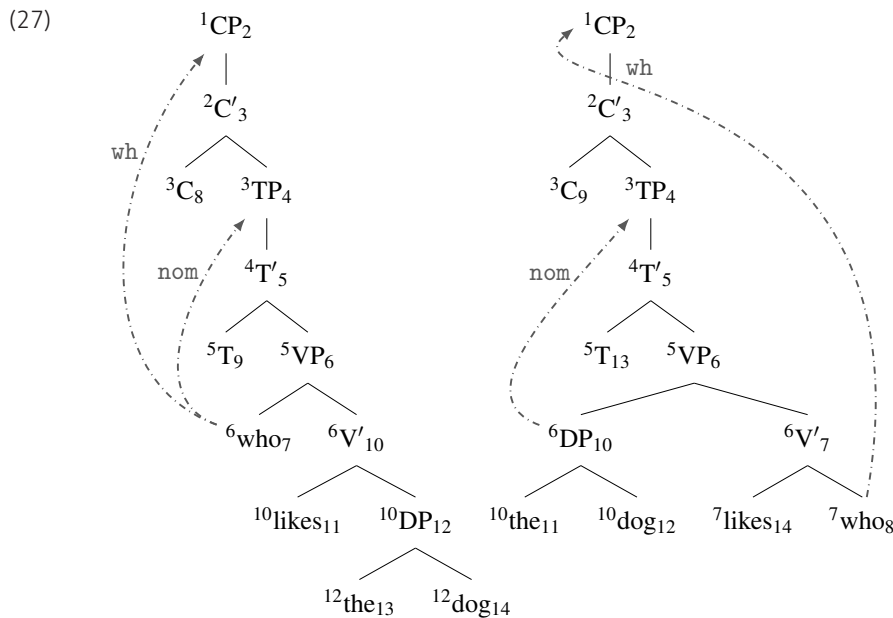 (27) ¹CP₂ ¹CP₂
wh
²C′₃ ²C′₃
wh
³C₈ ³TP₄ ³C₉ ³TP₄
nom ⁴T′₅ nom ⁴T′₅
⁵T₉ ⁵VP₆ ⁵T₁₃ ⁵VP₆
⁶who₇ ⁶V′₁₀ ⁶DP₁₀ ⁶V′₇
¹⁰likes₁₁ ¹⁰DP₁₂ ¹⁰the₁₁ ¹⁰dog₁₂ ⁷likes₁₄ ⁷who₈
¹²the₁₃ ¹²dog₁₄